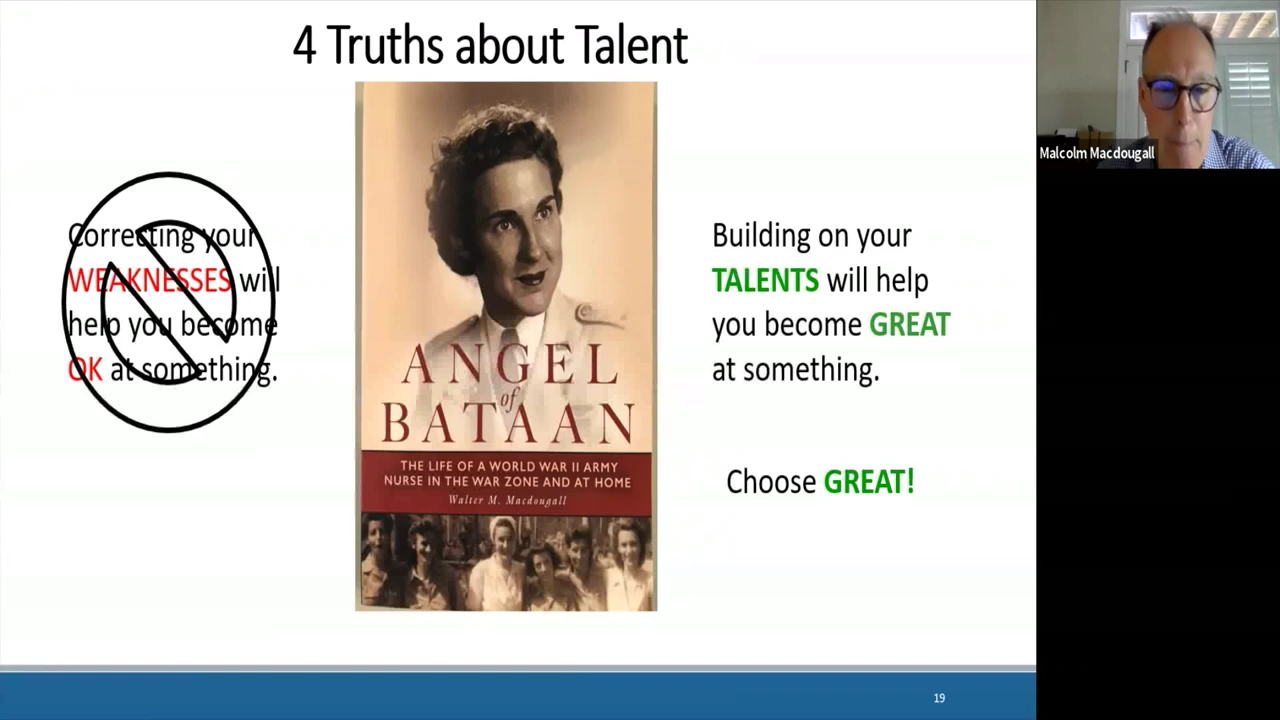 4 Truths about Talent
Correcting your
WEAKNESSES will
help you become
OK at something.
ANGEL
of
BATAAN
THE LIFE OF A WORLD WAR II ARMY
NURSE IN THE WAR ZONE AND AT HOME
Walter M. Macdougall
Building on your
TALENTS will help
you become GREAT
at something.
Choose GREAT!
19
Malcolm Macdougall